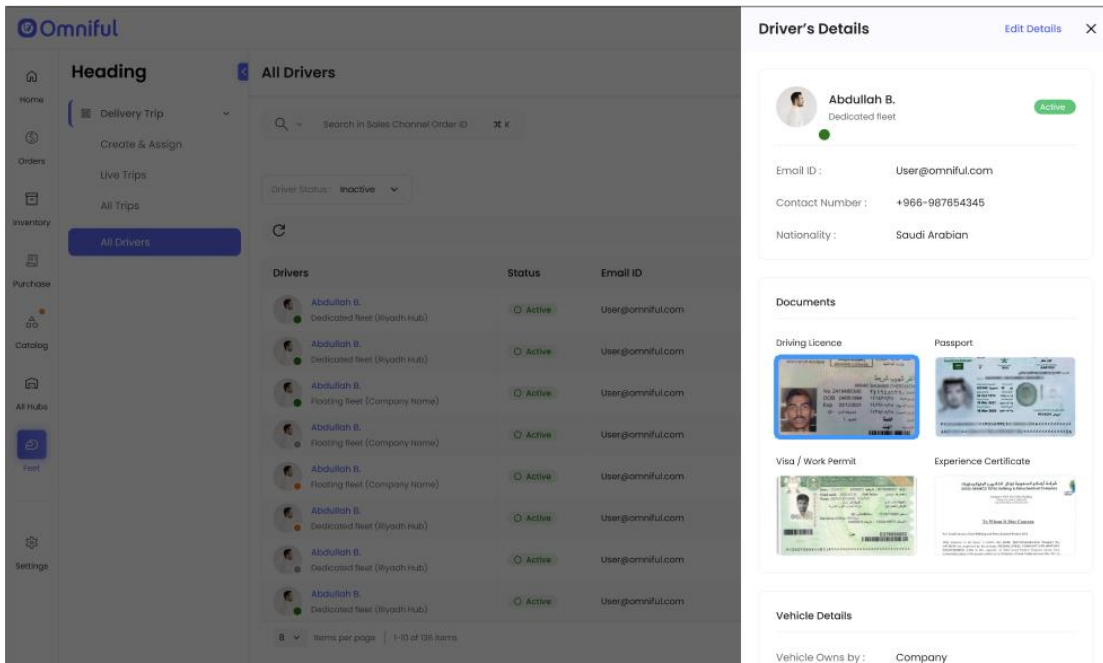 Omniful
Home
Orders
Inventory
Purchase
Catalog
All Hubs
Feet
Settings
Heading
Delivery Trip
Create & Assign
Live Trips
All Trips
All Drivers
All Drivers
Search in Sales Channel Order ID ⌘ K
Driver Status : Inactive
Drivers Status Email ID
Abdullah B.
Dedicated fleet (Riyadh Hub)
Active User@omniful.com
Abdullah B.
Dedicated fleet (Riyadh Hub)
Active User@omniful.com
Abdullah B.
Floating fleet (Company Name)
Active User@omniful.com
Abdullah B.
Floating fleet (Company Name)
Active User@omniful.com
Abdullah B.
Floating fleet (Company Name)
Active User@omniful.com
Abdullah B.
Dedicated fleet (Riyadh Hub)
Active User@omniful.com
Abdullah B.
Dedicated fleet (Riyadh Hub)
Active User@omniful.com
Abdullah B.
Dedicated fleet (Riyadh Hub)
Active User@omniful.com
8 Items per page 1-10 of 136 items
Driver's Details
Edit Details
Abdullah B.
Dedicated fleet
Active
Email ID : User@omniful.com
Contact Number : +966-987654345
Nationality : Saudi Arabian
Documents
Driving Licence Passport
Visa / Work Permit Experience Certificate
To Whom It May Concern
Vehicle Details
Vehicle Owns by : Company